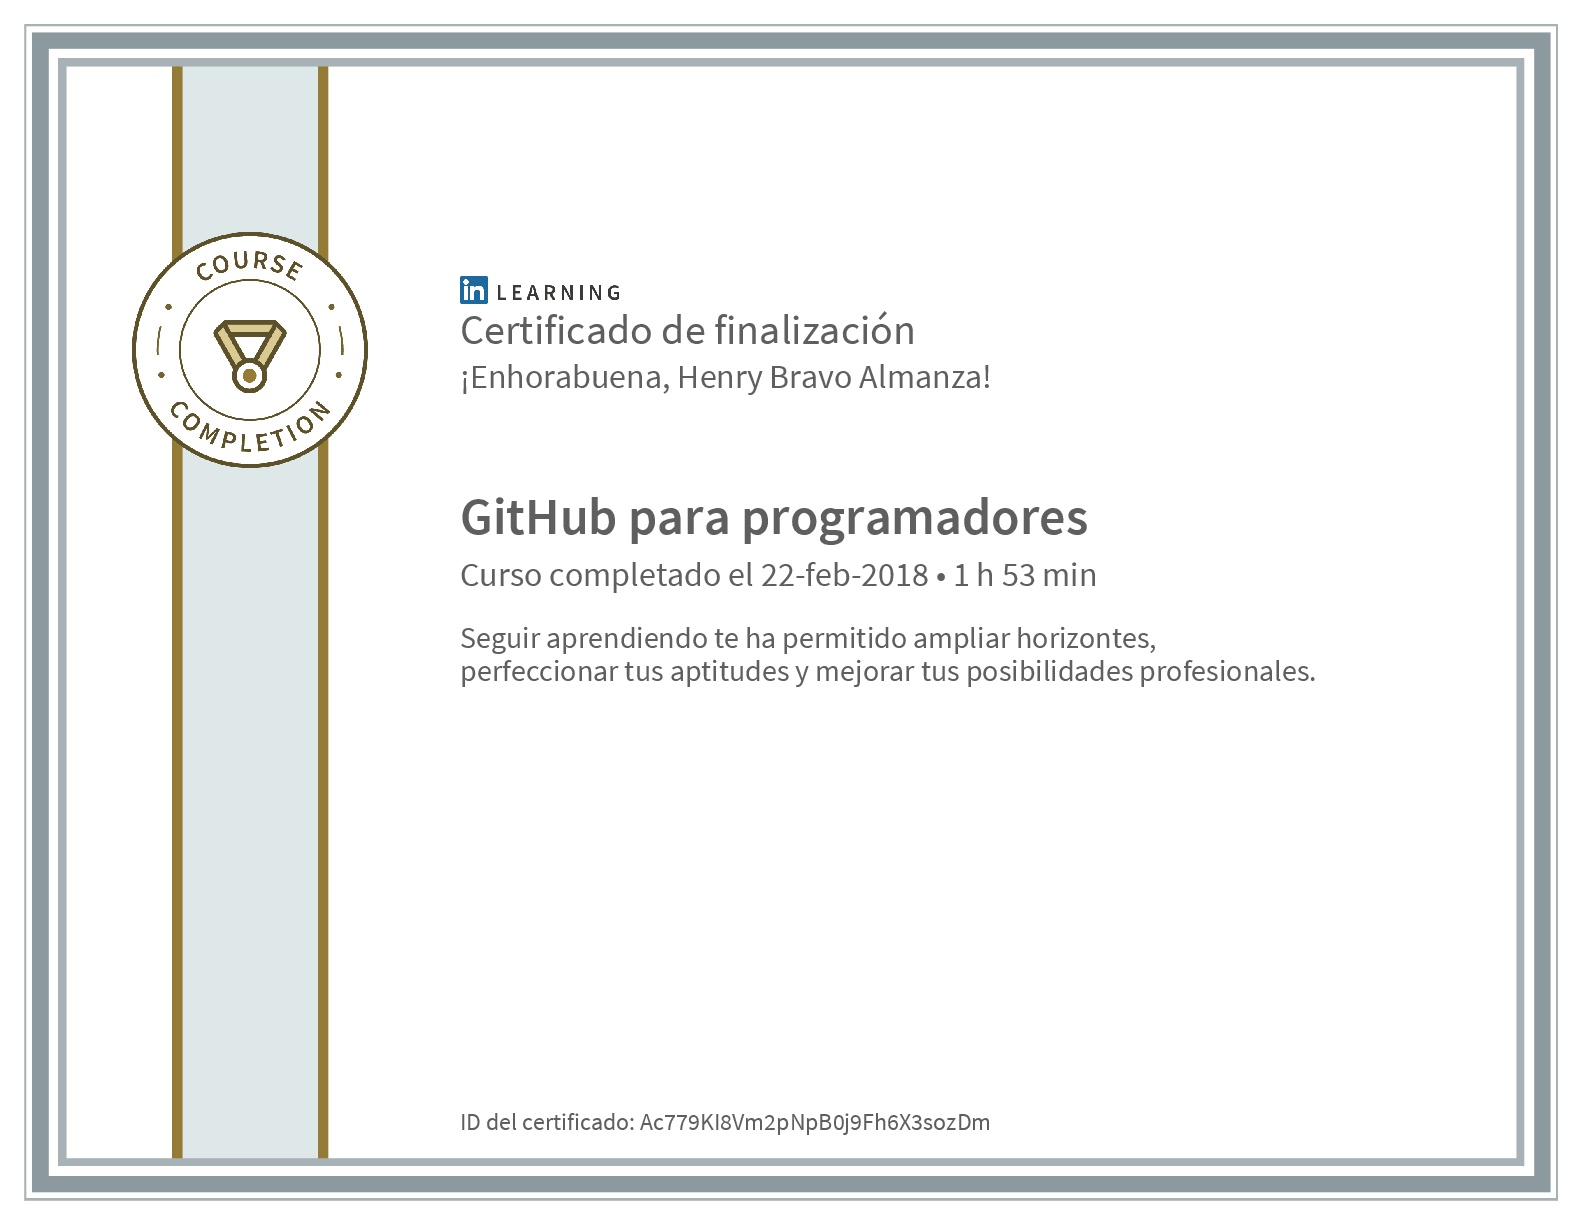 COURSE
COMPLETION
in LEARNING
Certificado de finalización
¡Enhorabuena, Henry Bravo Almanza!
GitHub para programadores
Curso completado el 22-feb-2018 • 1 h 53 min
Seguir aprendiendo te ha permitido ampliar horizontes,
perfeccionar tus aptitudes y mejorar tus posibilidades profesionales.
ID del certificado: Ac779KI8Vm2pNpB0j9Fh6X3sozDm